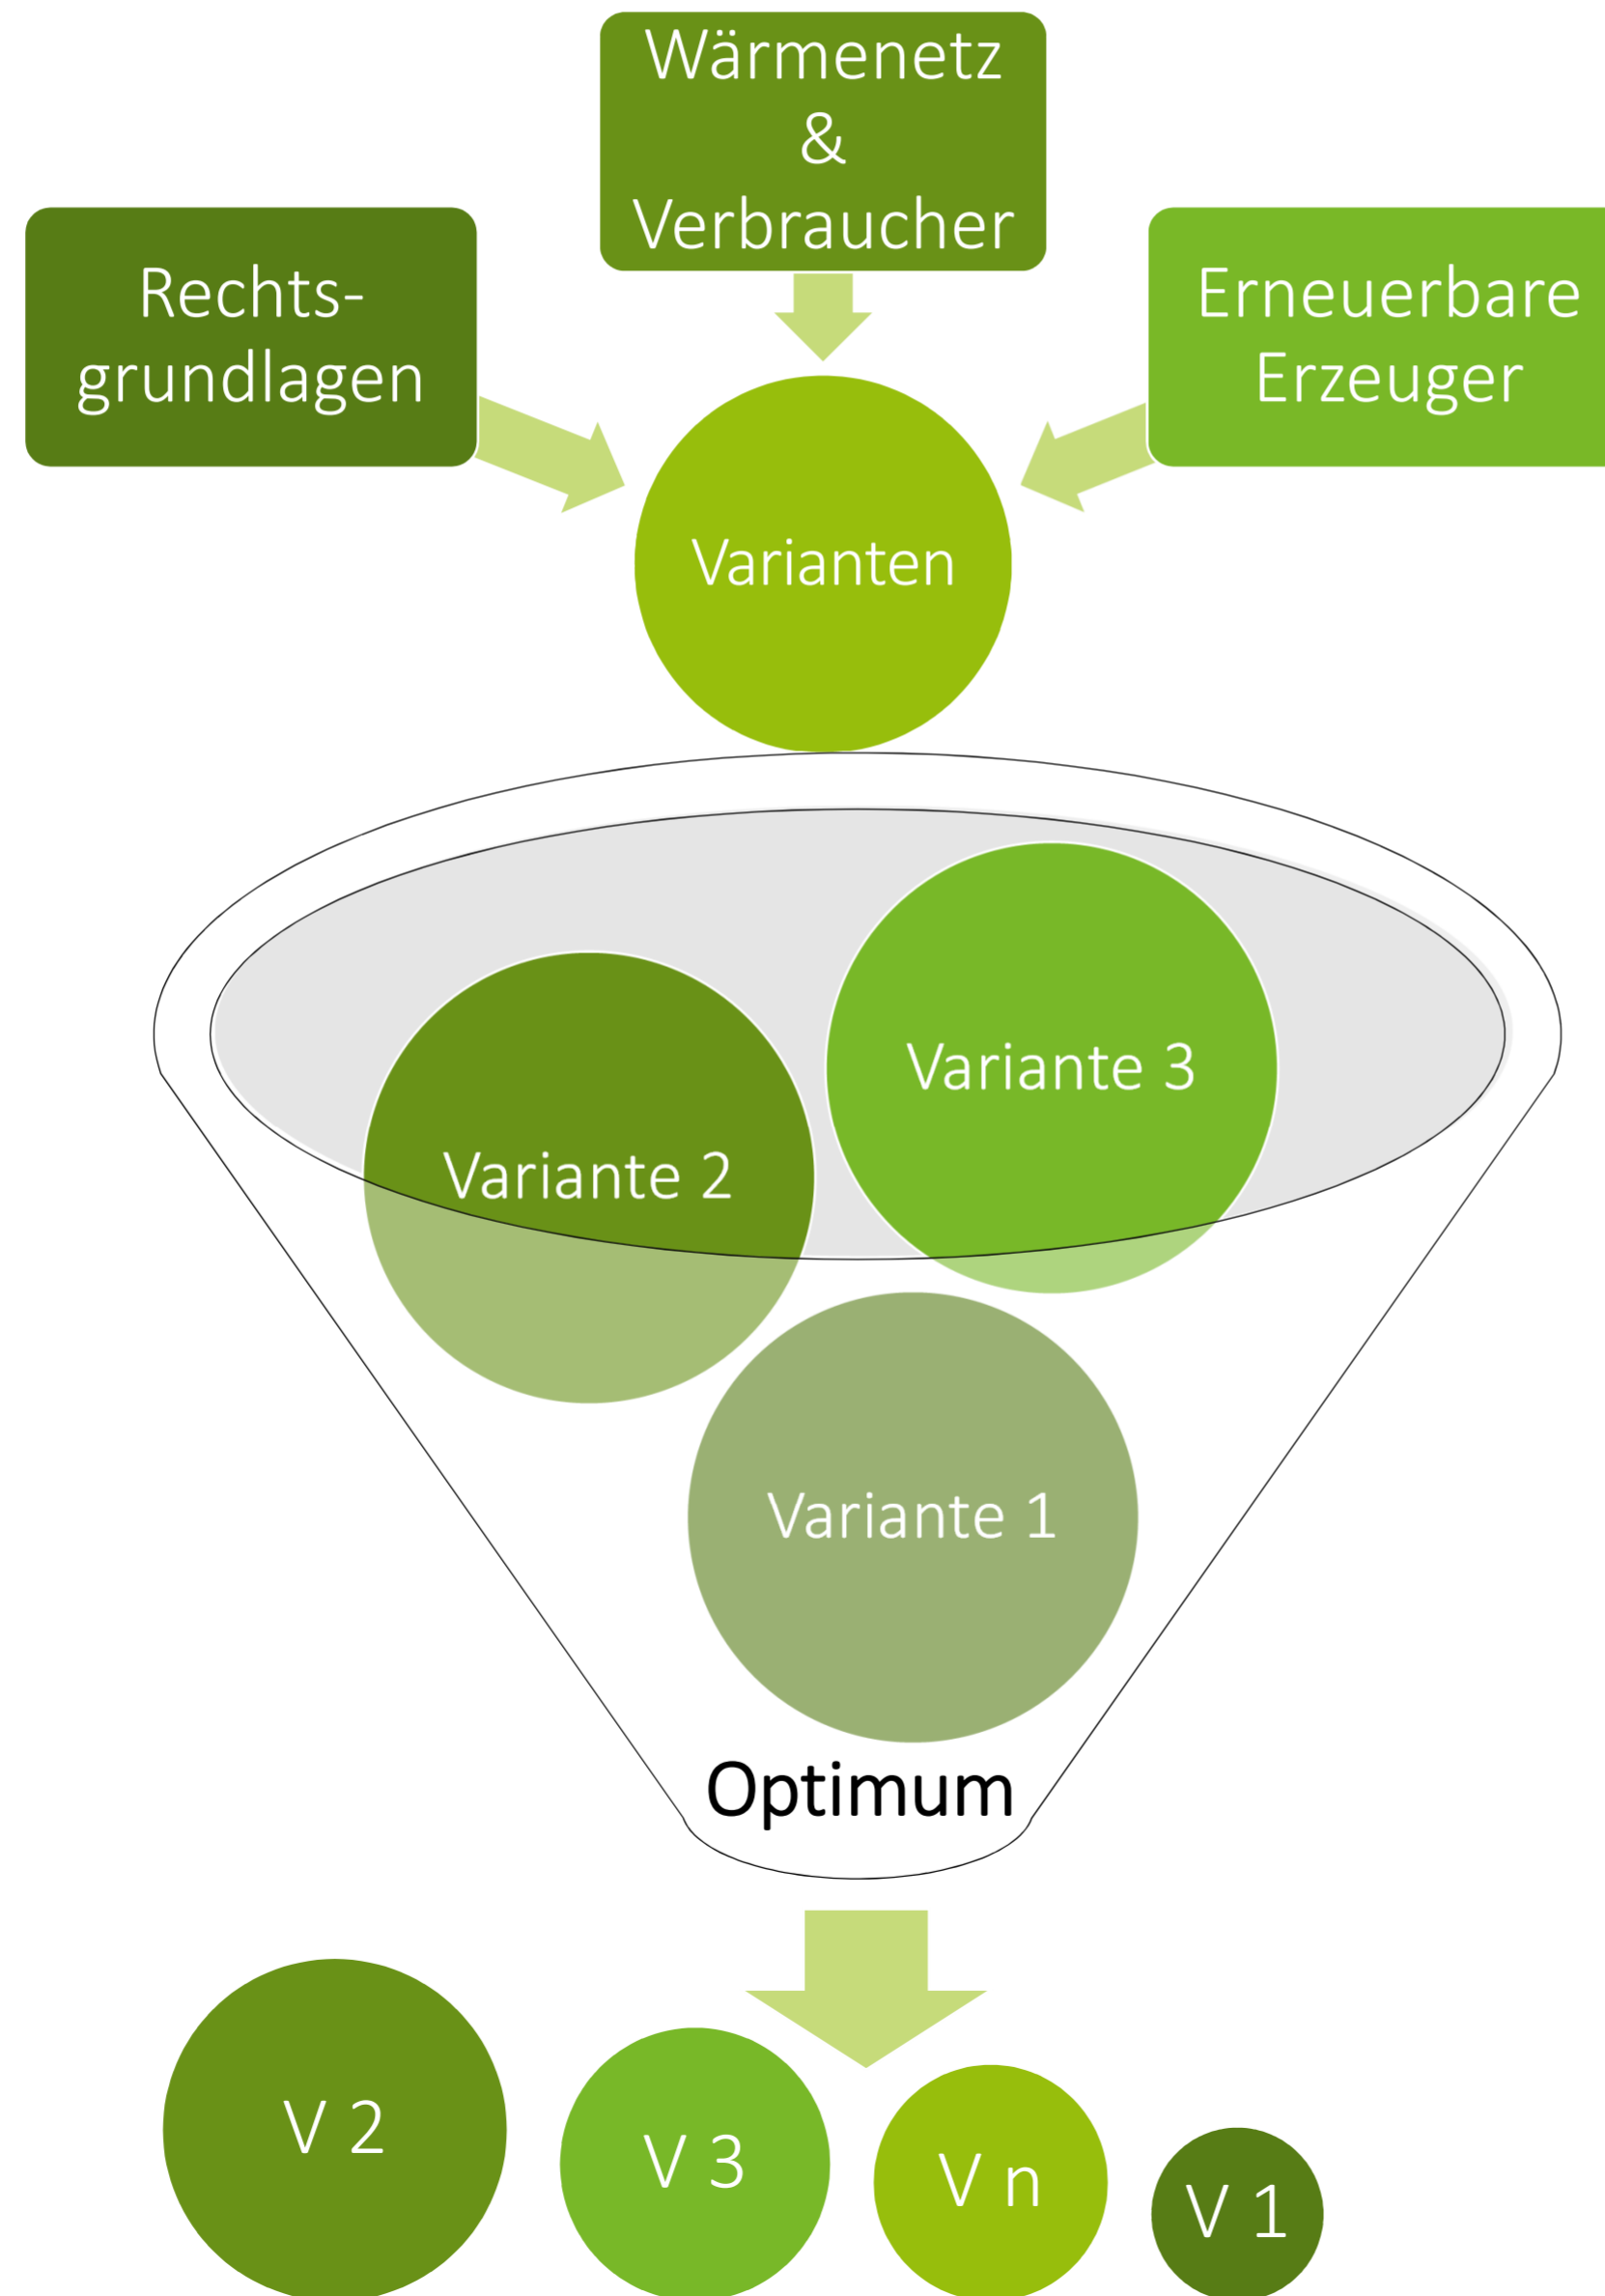 Wärmenetz
&
Verbraucher
Rechts-
grundlagen
Erneuerbare
Erzeuger
Varianten
Variante 3
Variante 2
Variante 1
Optimum
V 2
V 3
V n
V 1